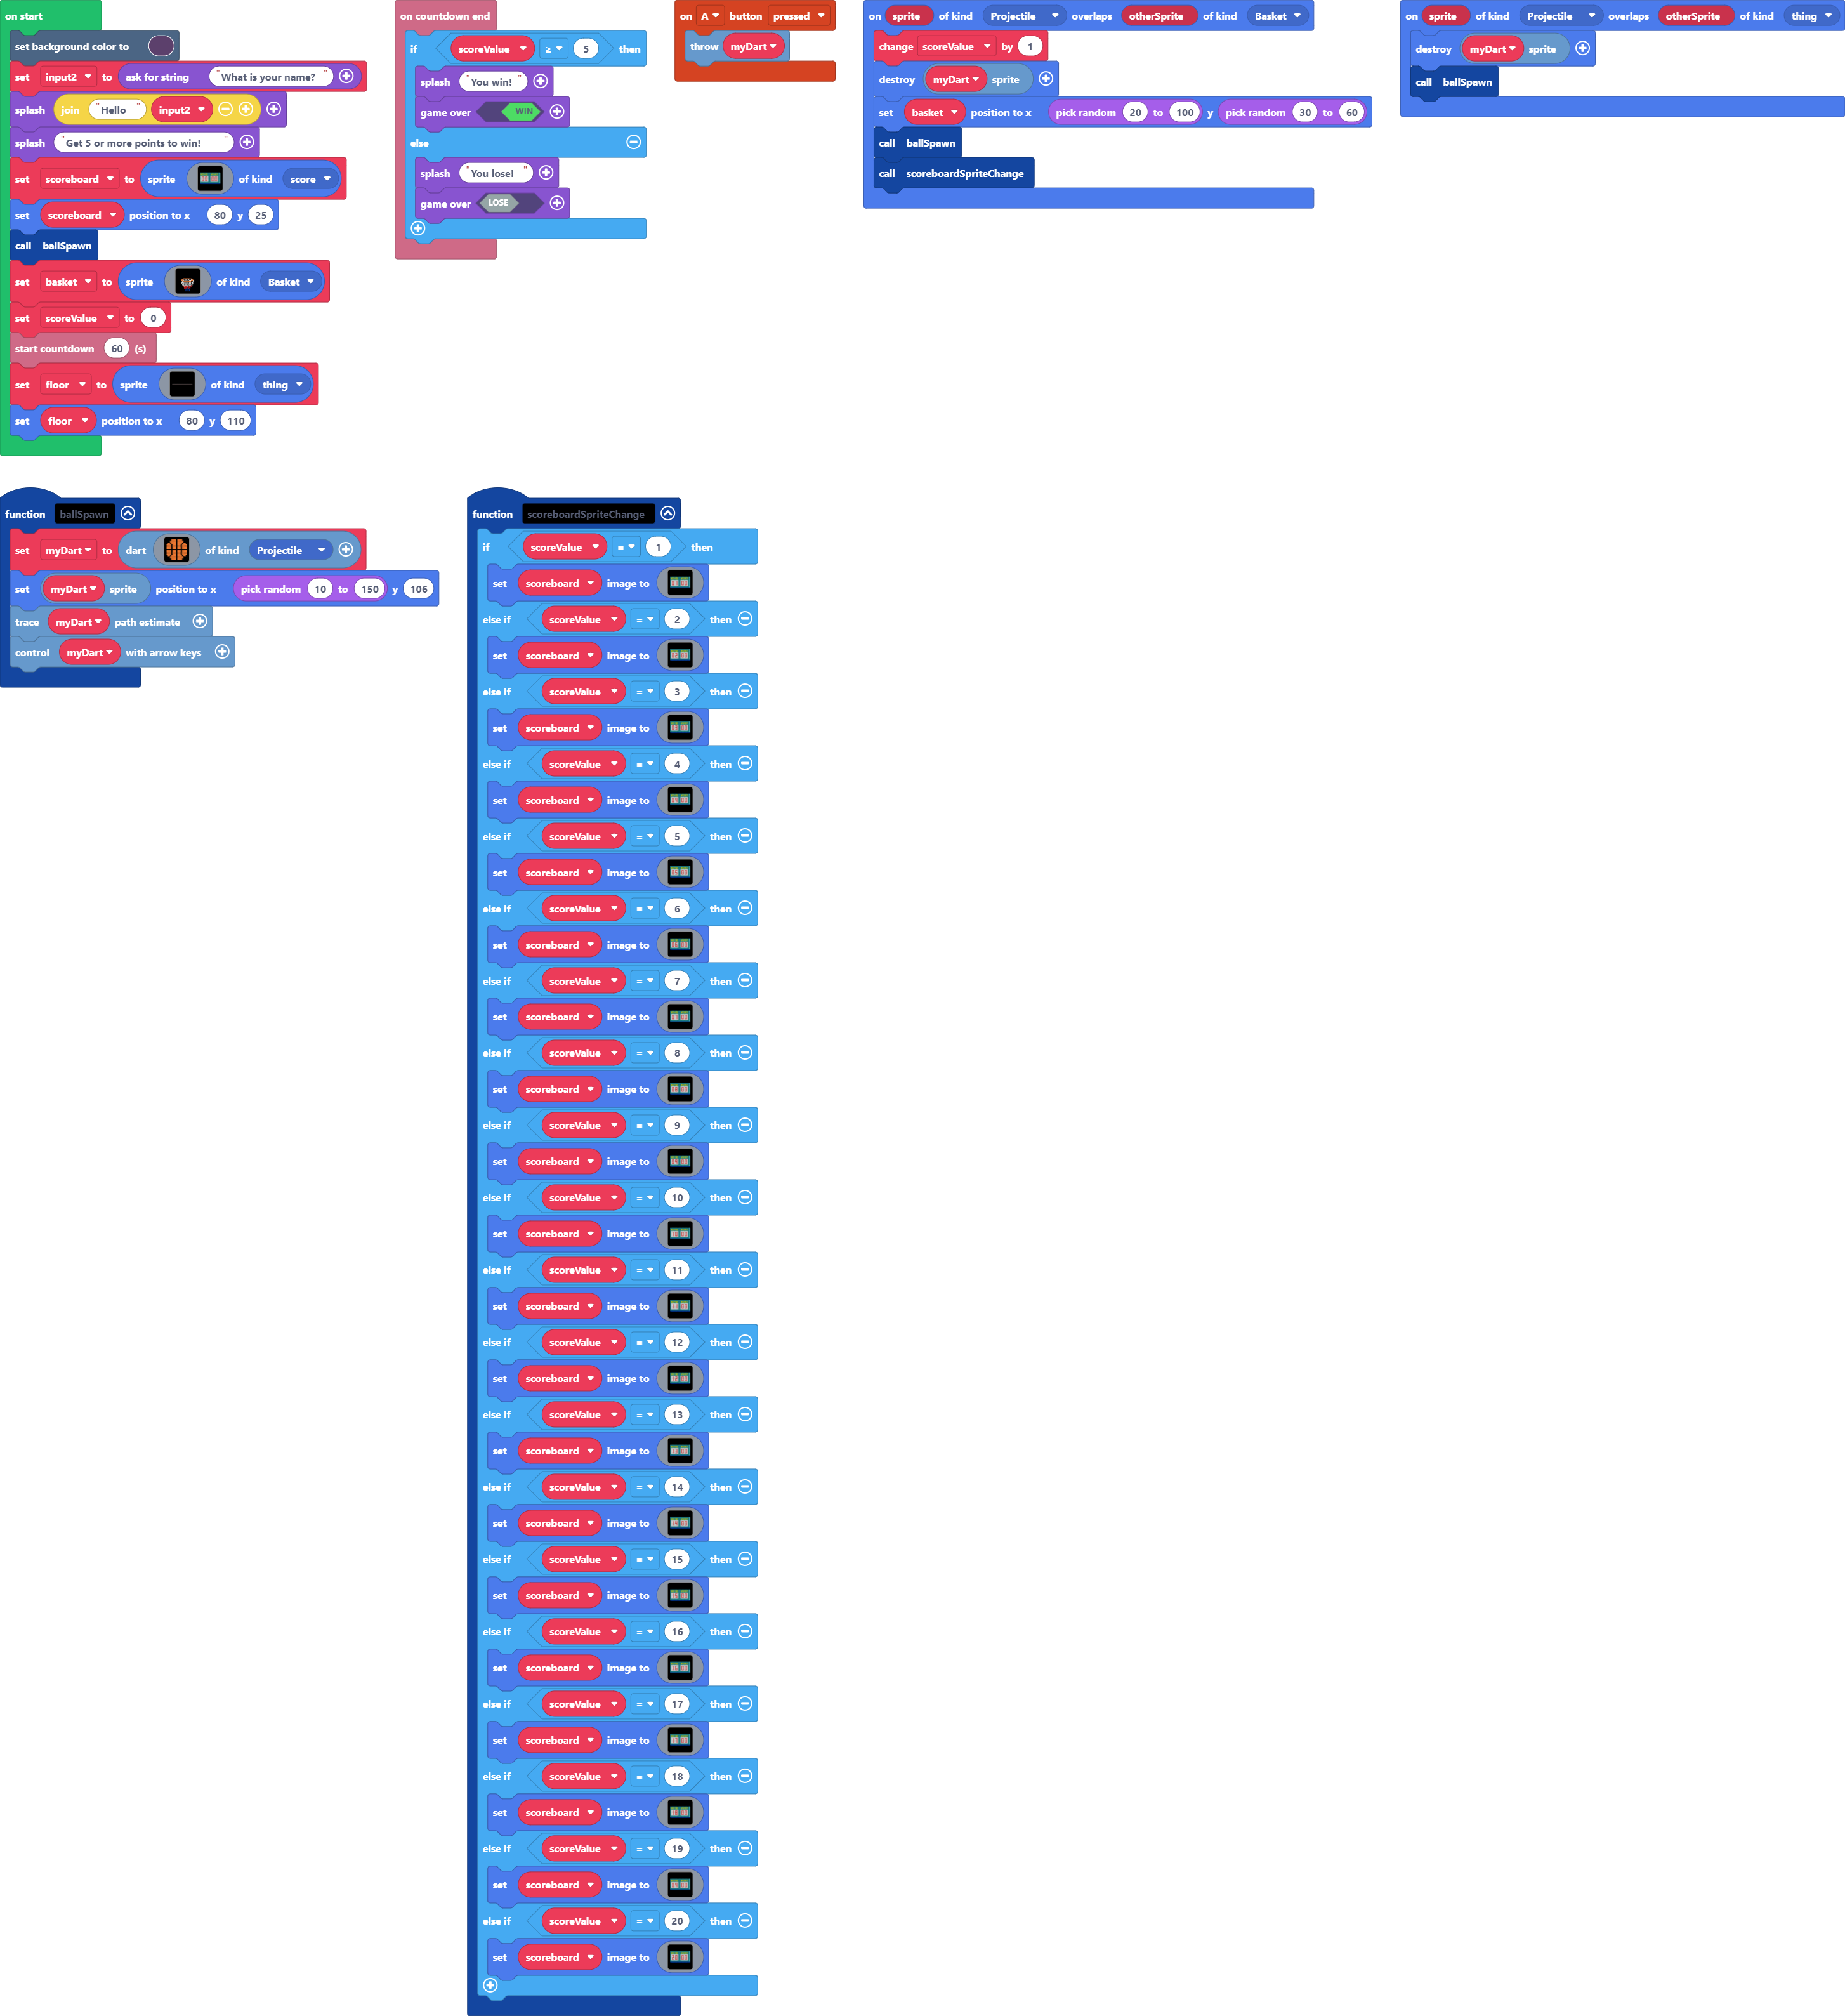 on start
set background color to
set input2 to ask for string "What is your name?"
splash join "Hello " input2
splash "Get 5 or more points to win!"
set scoreboard to sprite of kind score
set scoreboard position to x 80 y 25
call ballSpawn
set basket to sprite of kind Basket
set scoreValue to 0
start countdown 60 (s)
set floor to sprite of kind thing
set floor position to x 80 y 110
on countdown end
if scoreValue ≥ 5 then
splash "You win!"
game over WIN
else
splash "You lose!"
game over LOSE
on A button pressed
throw myDart
on sprite of kind Projectile overlaps otherSprite of kind Basket
change scoreValue by 1
destroy myDart sprite
set basket position to x pick random 20 to 100 y pick random 30 to 60
call ballSpawn
call scoreboardSpriteChange
on sprite of kind Projectile overlaps otherSprite of kind thing
destroy myDart sprite
call ballSpawn
function ballSpawn
set myDart to dart of kind Projectile
set myDart sprite position to x pick random 10 to 150 y 106
trace myDart path estimate
control myDart with arrow keys
function scoreboardSpriteChange
if scoreValue = 1 then
set scoreboard image to
else if scoreValue = 2 then
set scoreboard image to
else if scoreValue = 3 then
set scoreboard image to
else if scoreValue = 4 then
set scoreboard image to
else if scoreValue = 5 then
set scoreboard image to
else if scoreValue = 6 then
set scoreboard image to
else if scoreValue = 7 then
set scoreboard image to
else if scoreValue = 8 then
set scoreboard image to
else if scoreValue = 9 then
set scoreboard image to
else if scoreValue = 10 then
set scoreboard image to
else if scoreValue = 11 then
set scoreboard image to
else if scoreValue = 12 then
set scoreboard image to
else if scoreValue = 13 then
set scoreboard image to
else if scoreValue = 14 then
set scoreboard image to
else if scoreValue = 15 then
set scoreboard image to
else if scoreValue = 16 then
set scoreboard image to
else if scoreValue = 17 then
set scoreboard image to
else if scoreValue = 18 then
set scoreboard image to
else if scoreValue = 19 then
set scoreboard image to
else if scoreValue = 20 then
set scoreboard image to